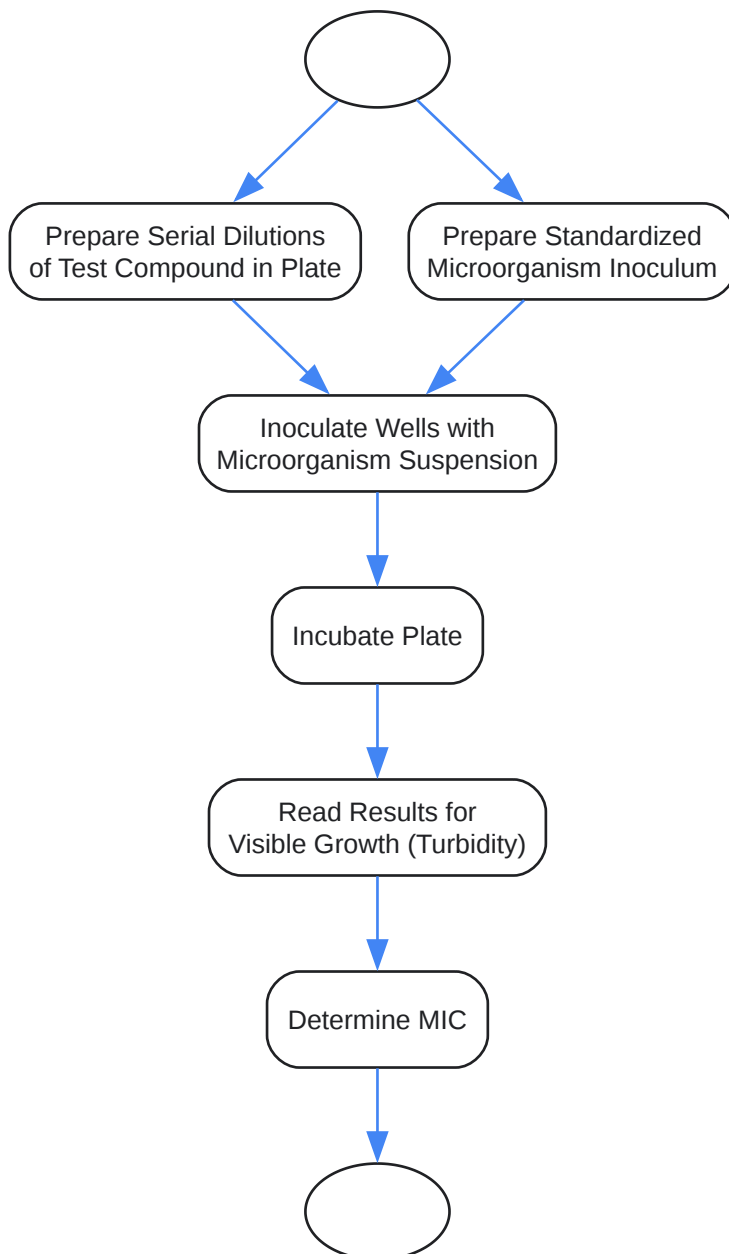 Prepare Serial Dilutions
of Test Compound in Plate
Prepare Standardized
Microorganism Inoculum
Inoculate Wells with
Microorganism Suspension
Incubate Plate
Read Results for
Visible Growth (Turbidity)
Determine MIC